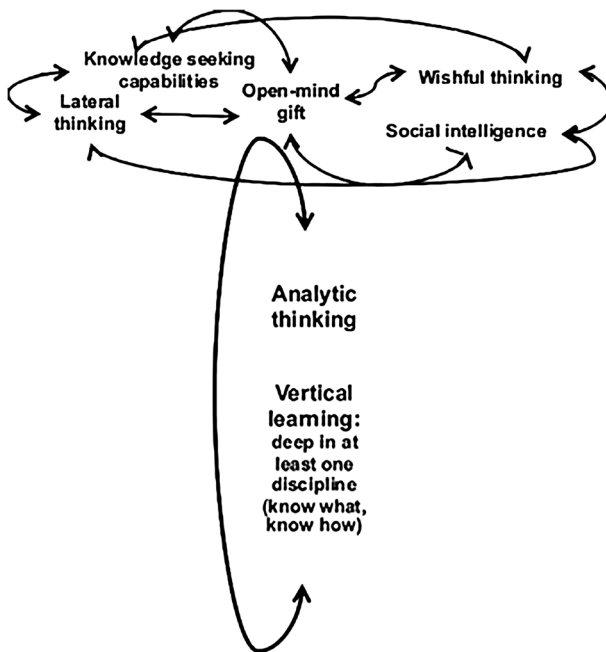 Knowledge seeking
capabilities
Lateral
thinking
Open-mind
gift
Wishful thinking
Social intelligence
Analytic
thinking
Vertical
learning:
deep in at
least one
discipline
(know what,
know how)